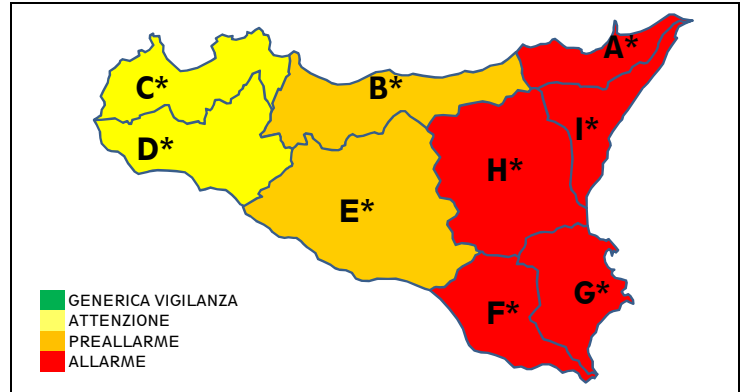 A*
B*
C*
I*
D*
H*
E*
G*
F*
GENERICA VIGILANZA
ATTENZIONE
PREALLARME
ALLARME